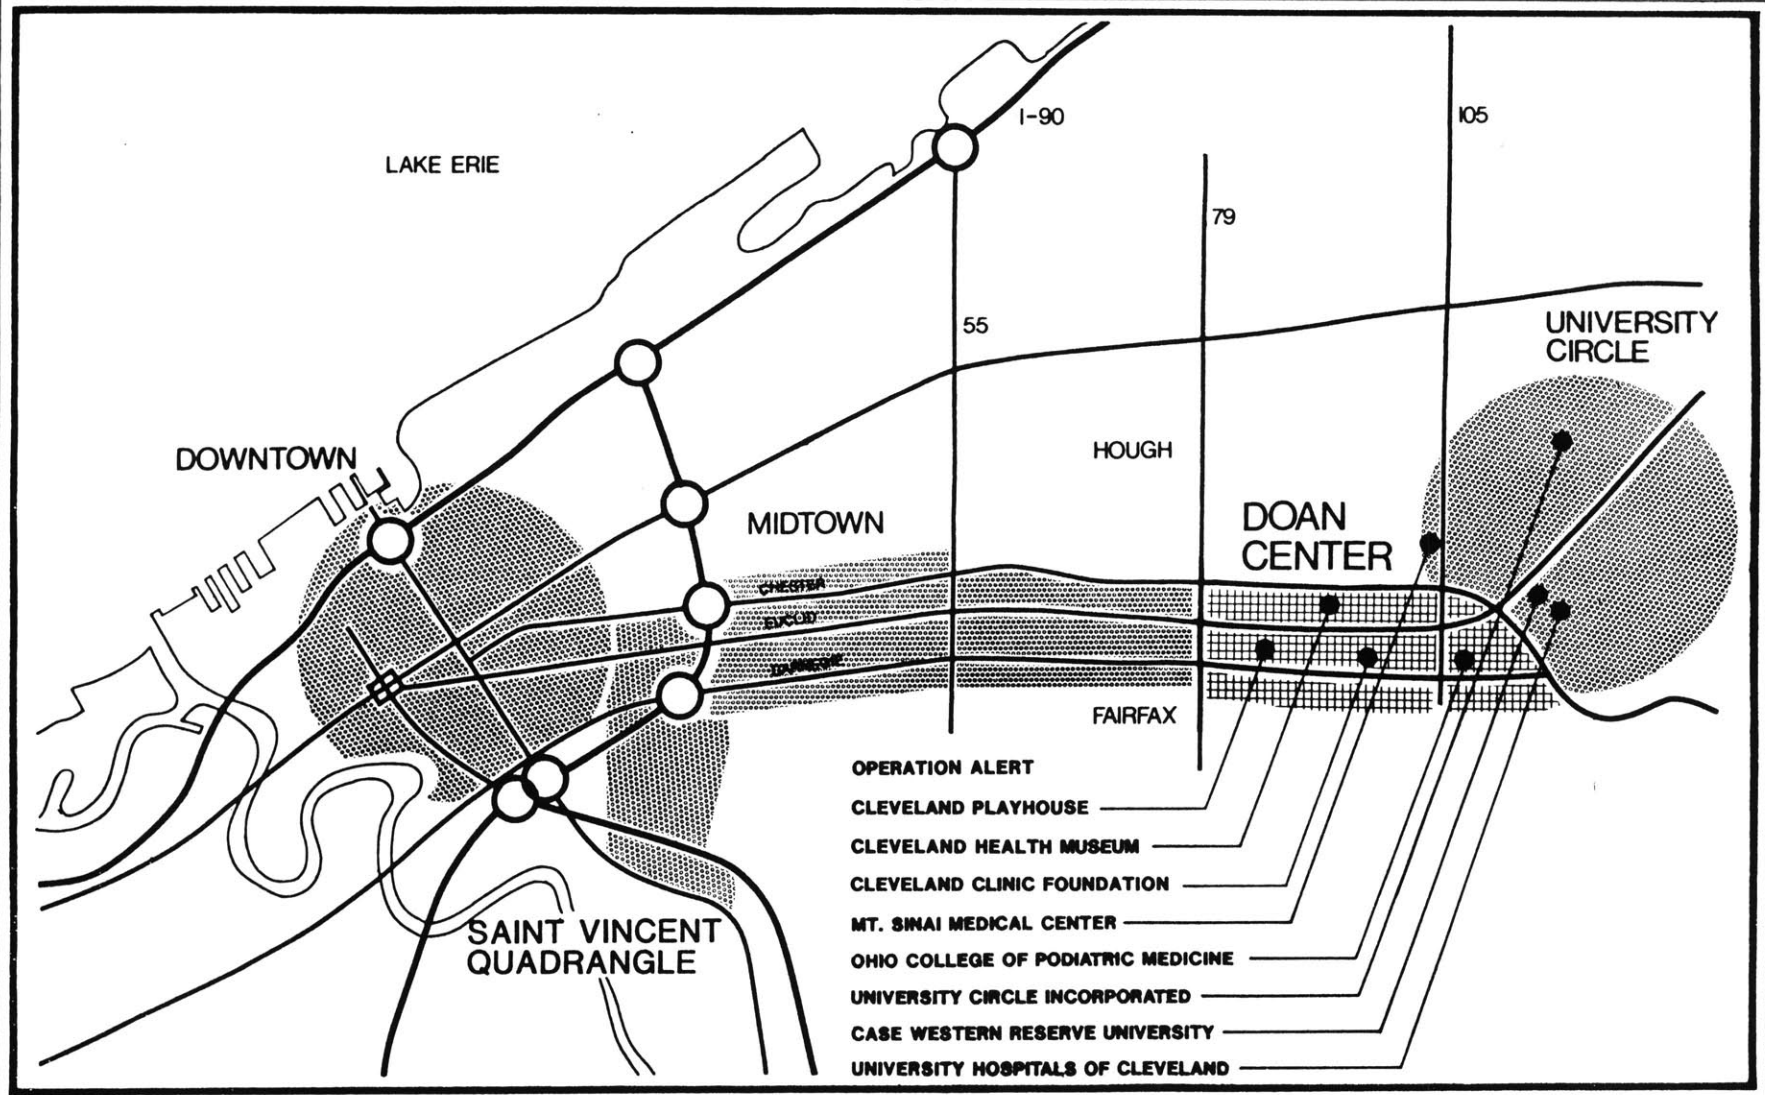 LAKE ERIE
I-90
105
79
55
UNIVERSITY
CIRCLE
DOWNTOWN
HOUGH
MIDTOWN
DOAN
CENTER
CHESTER
EUCLID
CARNEGIE
FAIRFAX
OPERATION ALERT
CLEVELAND PLAYHOUSE
CLEVELAND HEALTH MUSEUM
CLEVELAND CLINIC FOUNDATION
MT. SINAI MEDICAL CENTER
OHIO COLLEGE OF PODIATRIC MEDICINE
UNIVERSITY CIRCLE INCORPORATED
CASE WESTERN RESERVE UNIVERSITY
UNIVERSITY HOSPITALS OF CLEVELAND
SAINT VINCENT
QUADRANGLE